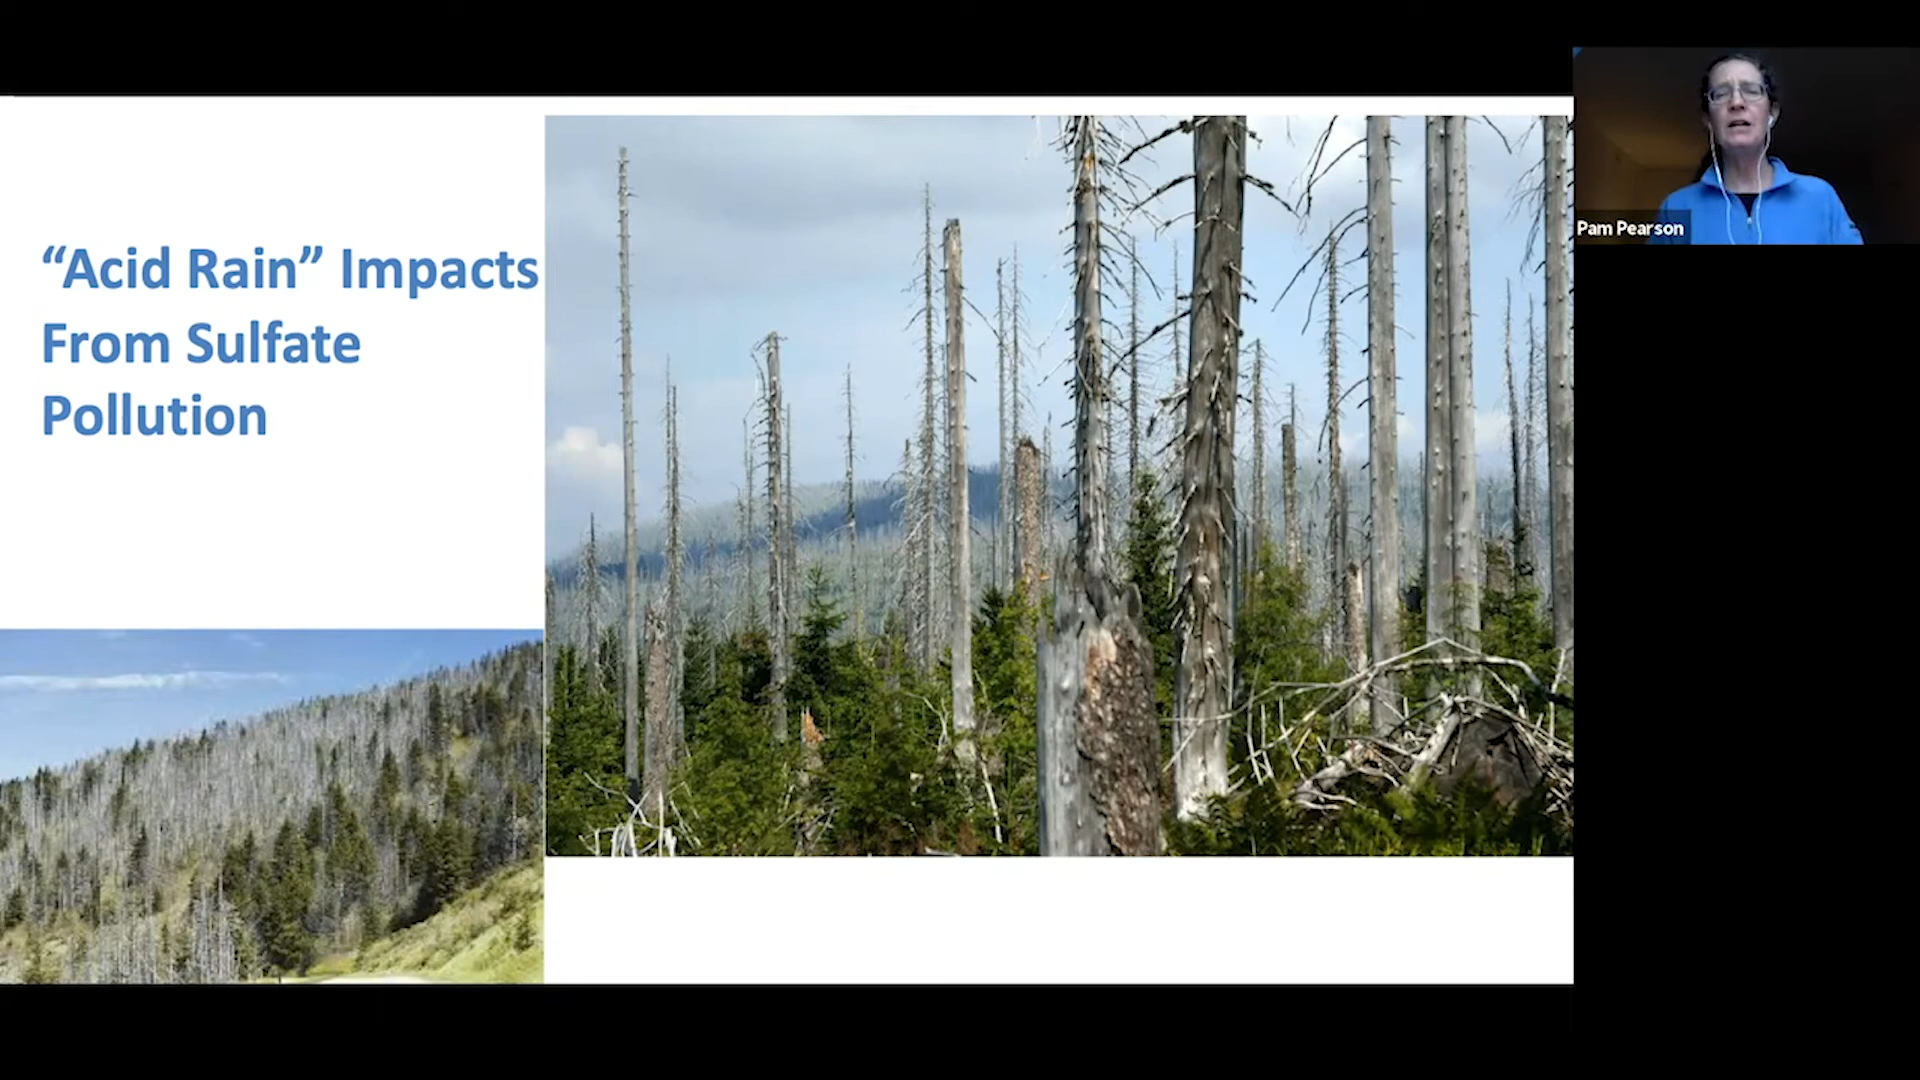 “Acid Rain” Impacts
From Sulfate
Pollution
Pam Pearson